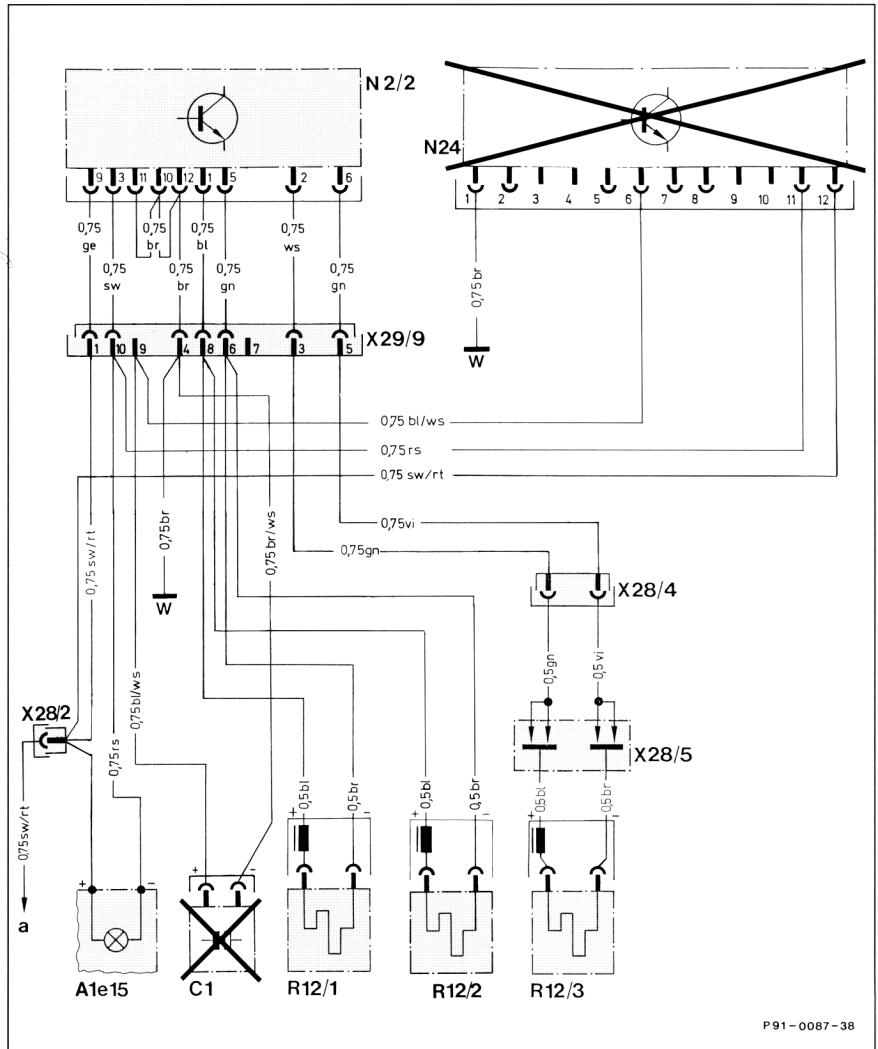 N2/2
N24
9 3 11 10 12 1 5 2 6
1 2 3 4 5 6 7 8 9 10 11 12
0,75 ge
0,75 sw
0,75 br
0,75 br
0,75 bl
0,75 gn
0,75 ws
0,75 gn
0,75 br
W
X29/9
1 10 9 4 8 6 7 3 5
0,75 bl/ws
0,75 rs
0,75 sw/rt
0,75vi
0,75gn
0,75 sw/rt
0,75br
0,75 br/ws
W
X28/4
0,5gn
0,5 vi
X28/2
0,75bl/ws
0,75rs
X28/5
0,75sw/rt
0,5bl
0,5br
0,5bl
0,5br
0,5bl
0,5br
+ -
+ -
+ -
+ -
+ -
a
A1e15
C1
R12/1
R12/2
R12/3
P91-0087-38